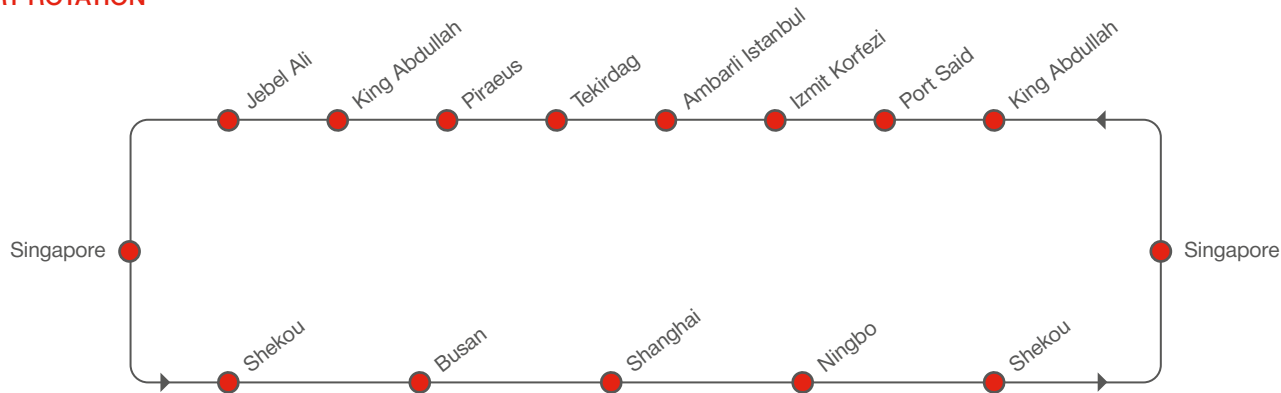 ROTATION
Jebel Ali
King Abdullah
Piraeus
Tekirdag
Ambarli Istanbul
Izmit Korfezi
Port Said
King Abdullah
Singapore
Singapore
Shekou
Busan
Shanghai
Ningbo
Shekou